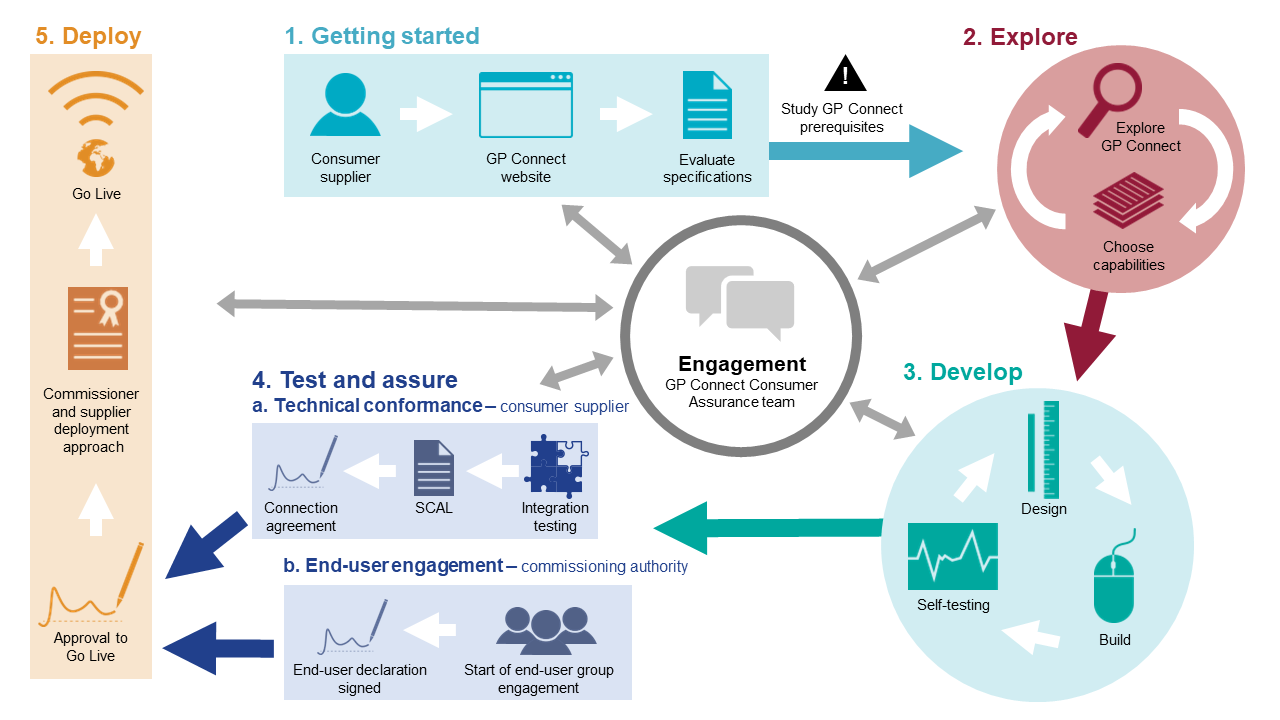 1. Getting started
Consumer
supplier
GP Connect
website
Evaluate
specifications
!
Study GP Connect
prerequisites
2. Explore
Explore
GP Connect
Choose
capabilities
Engagement
GP Connect Consumer
Assurance team
3. Develop
Design
Build
Self-testing
4. Test and assure
a. Technical conformance – consumer supplier
Integration
testing
SCAL
Connection
agreement
b. End-user engagement – commissioning authority
Start of end-user group
engagement
End-user declaration
signed
5. Deploy
Approval to
Go Live
Commissioner
and supplier
deployment
approach
Go Live